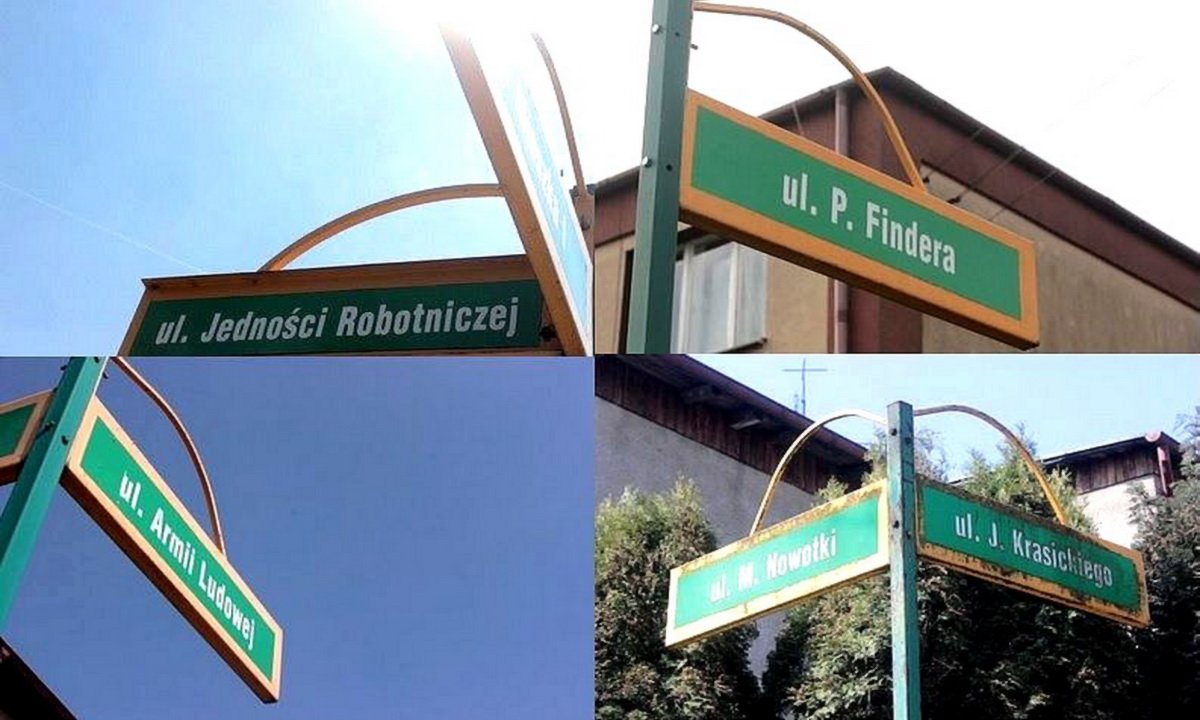 ul. Jedności Robotniczej
ul. P. Findera
ul. Armii Ludowej
ul. M. Nowotki
ul. J. Krasickiego